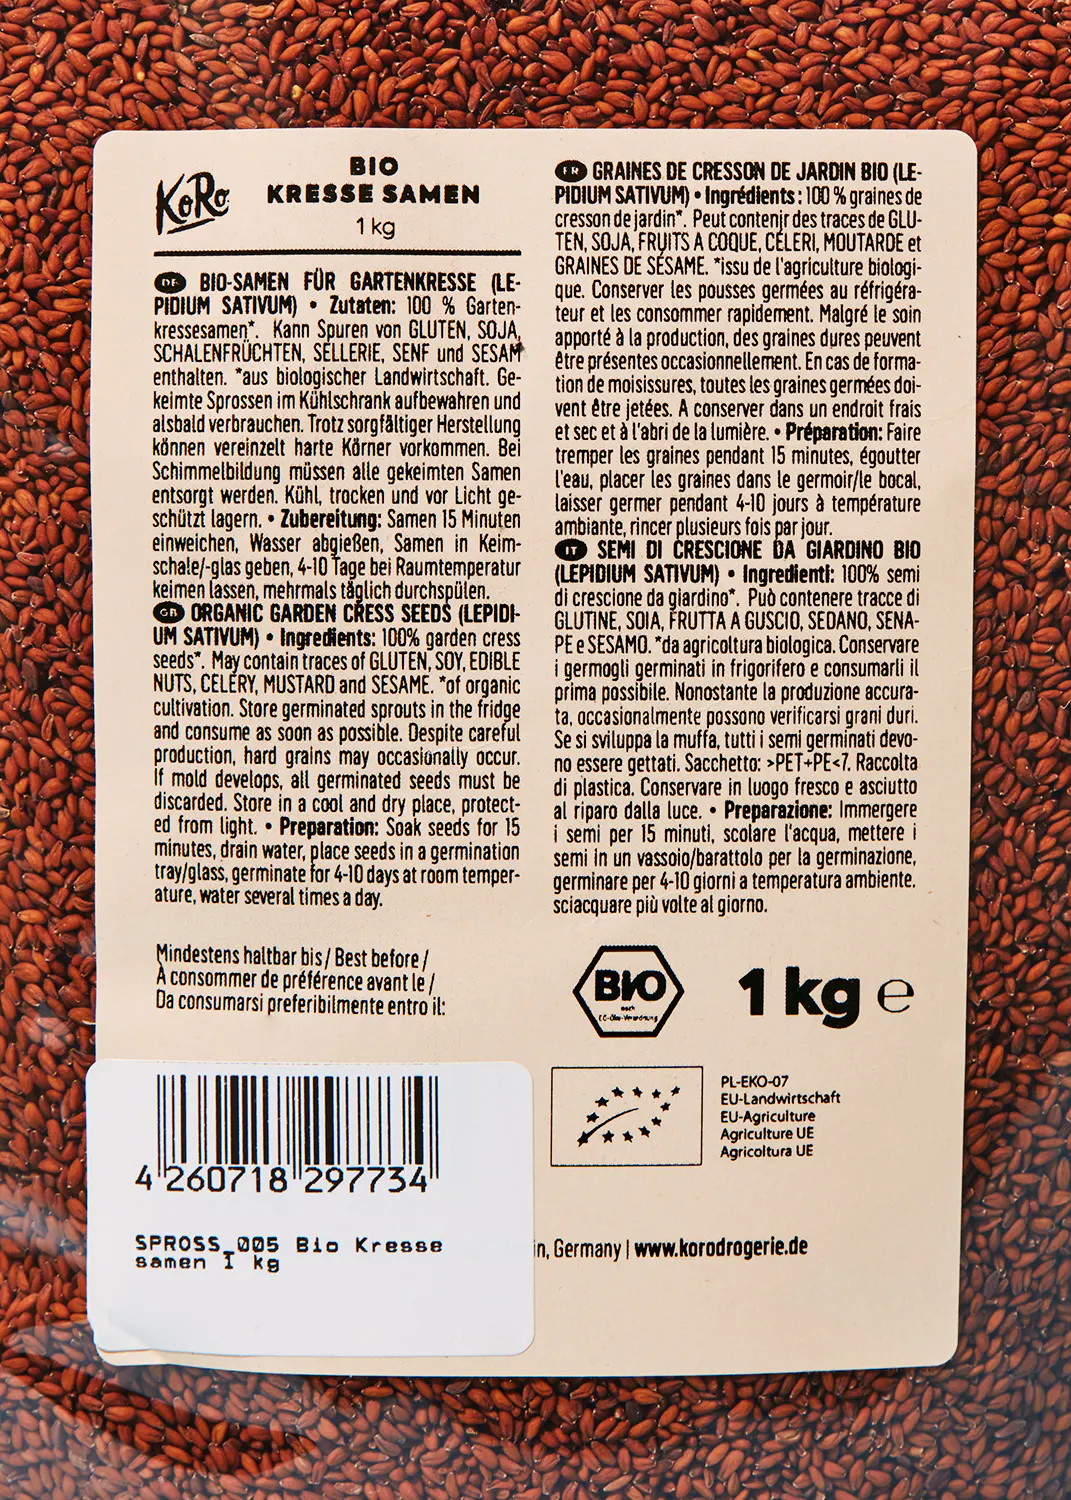 KoRo
BIO
KRESSE SAMEN
1 kg
DE BIO-SAMEN FÜR GARTENKRESSE (LE-
PIDIUM SATIVUM) • Zutaten: 100 % Garten-
kressesamen*. Kann Spuren von GLUTEN, SOJA,
SCHALENFRÜCHTEN, SELLERIE, SENF und SESAM
enthalten. *aus biologischer Landwirtschaft. Ge-
keimte Sprossen im Kühlschrank aufbewahren und
alsbald verbrauchen. Trotz sorgfältiger Herstellung
können vereinzelt harte Körner vorkommen. Bei
Schimmelbildung müssen alle gekeimten Samen
entsorgt werden. Kühl, trocken und vor Licht ge-
schützt lagern. • Zubereitung: Samen 15 Minuten
einweichen, Wasser abgießen, Samen in Keim-
schale/-glas geben, 4-10 Tage bei Raumtemperatur
keimen lassen, mehrmals täglich durchspülen.
GB ORGANIC GARDEN CRESS SEEDS (LEPIDI-
UM SATIVUM) • Ingredients: 100% garden cress
seeds*. May contain traces of GLUTEN, SOY, EDIBLE
NUTS, CELERY, MUSTARD and SESAME. *of organic
cultivation. Store germinated sprouts in the fridge
and consume as soon as possible. Despite careful
production, hard grains may occasionally occur.
If mold develops, all germinated seeds must be
discarded. Store in a cool and dry place, protect-
ed from light. • Preparation: Soak seeds for 15
minutes, drain water, place seeds in a germination
tray/glass, germinate for 4-10 days at room temper-
ature, water several times a day.
FR GRAINES DE CRESSON DE JARDIN BIO (LE-
PIDIUM SATIVUM) • Ingrédients : 100 % graines de
cresson de jardin*. Peut contenir des traces de GLU-
TEN, SOJA, FRUITS A COQUE, CÉLERI, MOUTARDE et
GRAINES DE SÉSAME. *issu de l'agriculture biologi-
que. Conserver les pousses germées au réfrigéra-
teur et les consommer rapidement. Malgré le soin
apporté à la production, des graines dures peuvent
être présentes occasionnellement. En cas de forma-
tion de moisissures, toutes les graines germées doi-
vent être jetées. A conserver dans un endroit frais
et sec et à l'abri de la lumière. • Préparation: Faire
tremper les graines pendant 15 minutes, égoutter
l'eau, placer les graines dans le germoir/le bocal,
laisser germer pendant 4-10 jours à température
ambiante, rincer plusieurs fois par jour.
IT SEMI DI CRESCIONE DA GIARDINO BIO
(LEPIDIUM SATIVUM) • Ingredienti: 100% semi
di crescione da giardino*. Può contenere tracce di
GLUTINE, SOIA, FRUTTA A GUSCIO, SEDANO, SENA-
PE e SESAMO. *da agricoltura biologica. Conservare
i germogli germinati in frigorifero e consumarli il
prima possibile. Nonostante la produzione accura-
ta, occasionalmente possono verificarsi grani duri.
Se si sviluppa la muffa, tutti i semi germinati devo-
no essere gettati. Sacchetto: >PET+PE<7. Raccolta
di plastica. Conservare in luogo fresco e asciutto
al riparo dalla luce. • Preparazione: Immergere
i semi per 15 minuti, scolare l'acqua, mettere i
semi in un vassoio/barattolo per la germinazione,
germinare per 4-10 giorni a temperatura ambiente.
sciacquare più volte al giorno.
Mindestens haltbar bis / Best before /
À consommer de préférence avant le /
Da consumarsi preferibilmente entro il:
BIO
nach
EG-Öko-Verordnung
1 kg e
PL-EKO-07
EU-Landwirtschaft
EU-Agriculture
Agriculture UE
Agricoltura UE
4 260718 297734
SPROSS_005 Bio Kresse
samen 1 kg
in, Germany | www.korodrogerie.de